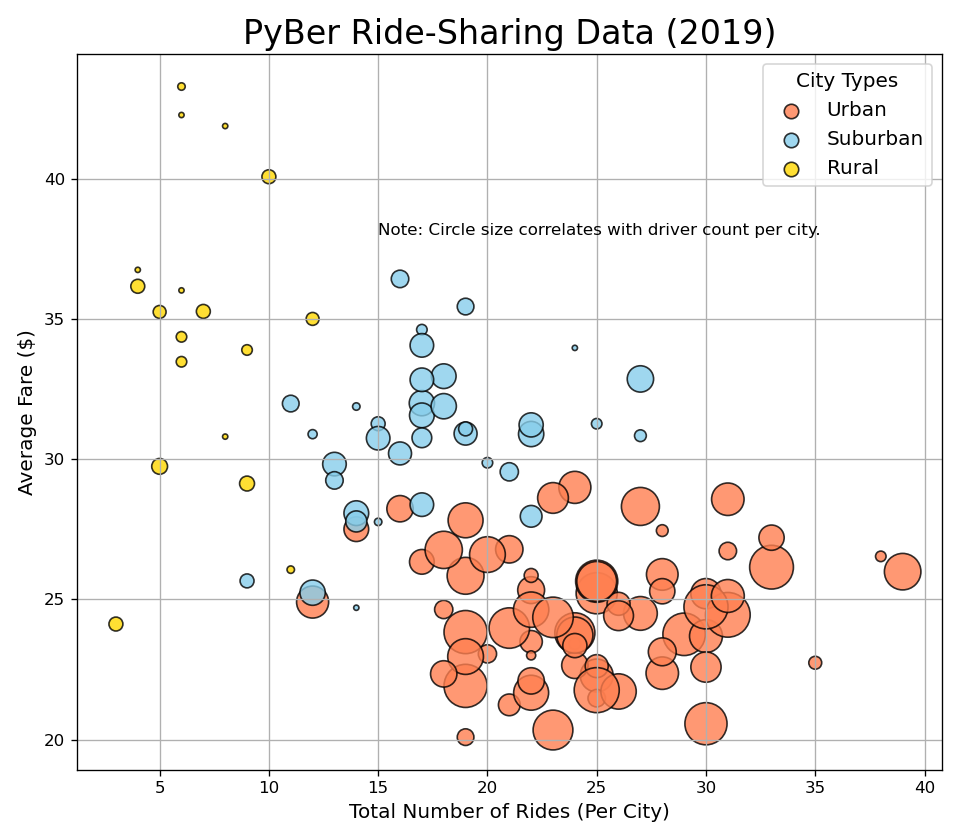 PyBer Ride-Sharing Data (2019)
City Types
Urban
Suburban
Rural
Note: Circle size correlates with driver count per city.
Average Fare ($)
40
35
30
25
20
5 10 15 20 25 30 35 40
Total Number of Rides (Per City)